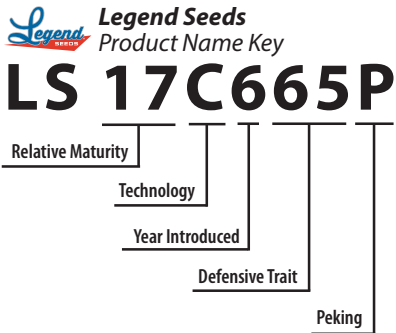 Legend
SEEDS
Legend Seeds
Product Name Key
LS 17C665P
Relative Maturity
Technology
Year Introduced
Defensive Trait
Peking